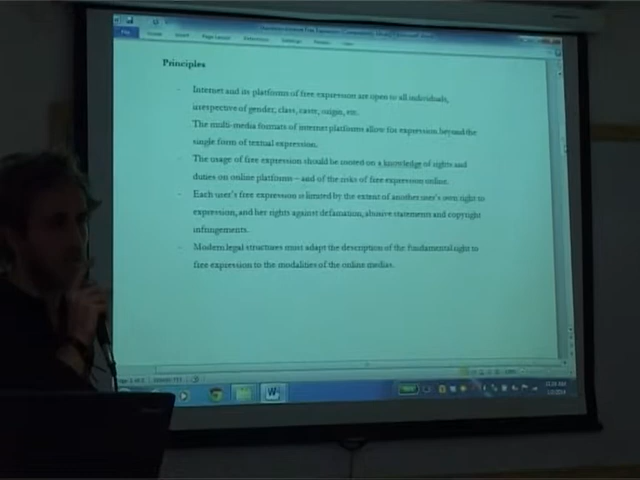 Principles
- Internet and its platforms of free expression are open to all individuals,
irrespective of gender, class, caste, origin, etc.
- The multi-media formats of internet platforms allow for expression beyond the
single form of textual expression.
- The usage of free expression should be rooted on a knowledge of rights and
duties on online platforms – and of the risks of free expression online.
- Each user's free expression is limited by the extent of another user's own right to
expression, and her rights against defamation, abusive statements and copyright
infringements.
- Modern legal structures must adapt the description of the fundamental right to
free expression to the modalities of the online medias.